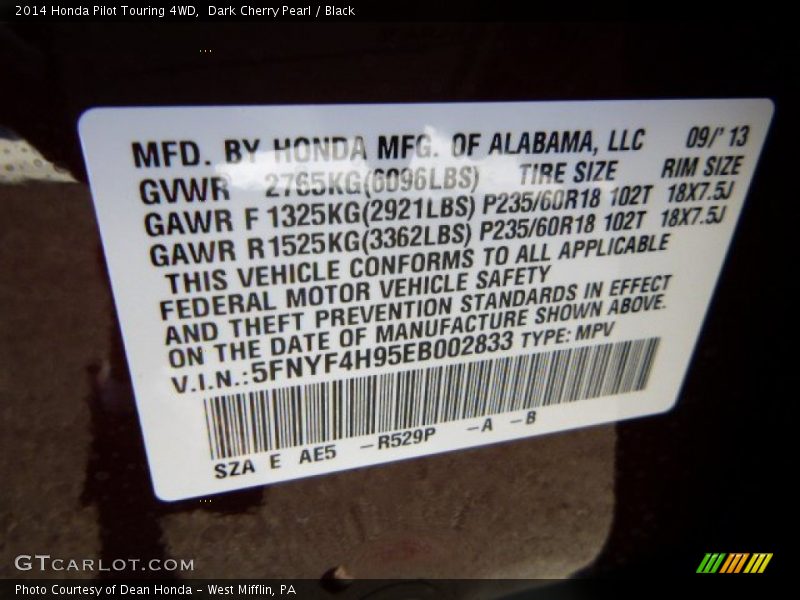 2014 Honda Pilot Touring 4WD,  Dark Cherry Pearl / Black
MFD. BY HONDA MFG. OF ALABAMA, LLC 09/'13
GVWR 2765KG(6096LBS) TIRE SIZE RIM SIZE
GAWR F 1325KG(2921LBS) P235/60R18 102T 18X7.5J
GAWR R 1525KG(3362LBS) P235/60R18 102T 18X7.5J
THIS VEHICLE CONFORMS TO ALL APPLICABLE
FEDERAL MOTOR VEHICLE SAFETY
AND THEFT PREVENTION STANDARDS IN EFFECT
ON THE DATE OF MANUFACTURE SHOWN ABOVE.
V.I.N.:5FNYF4H95EB002833 TYPE: MPV
SZA E AE5 -R529P -A -B
GTCARLOT.COM
Photo Courtesy of Dean Honda - West Mifflin, PA